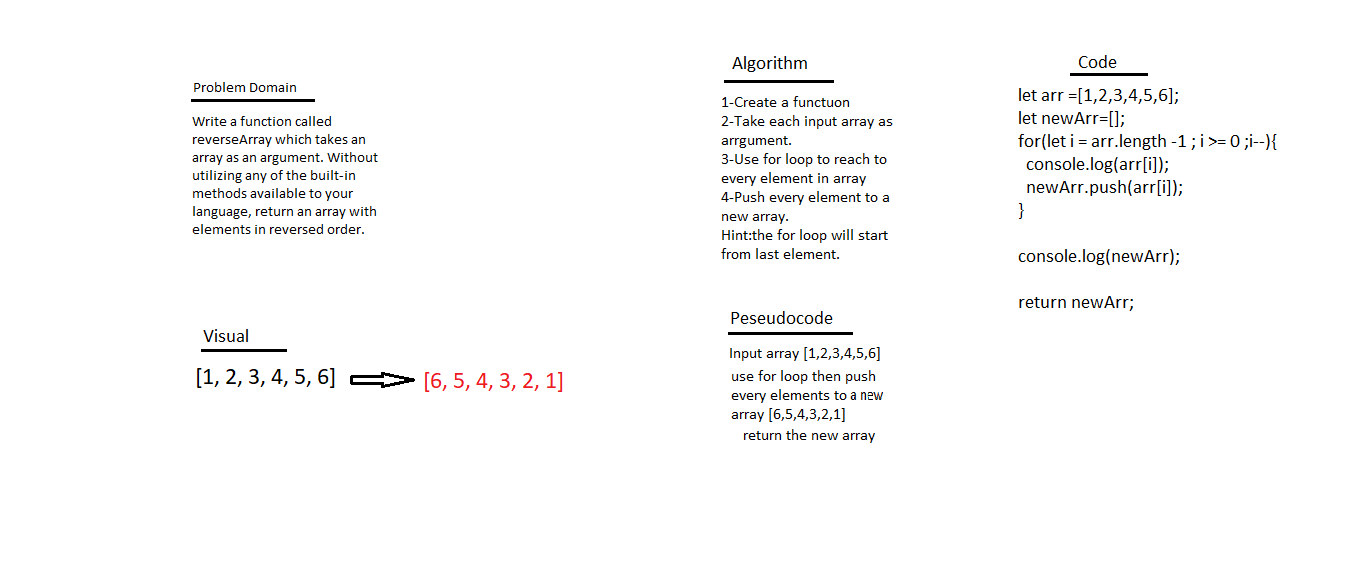 Problem Domain
Write a function called
reverseArray which takes an
array as an argument. Without
utilizing any of the built-in
methods available to your
language, return an array with
elements in reversed order.
Visual
[1, 2, 3, 4, 5, 6]
[6, 5, 4, 3, 2, 1]
Algorithm
1-Create a functuon
2-Take each input array as
arrgument.
3-Use for loop to reach to
every element in array
4-Push every element to a
new array.
Hint:the for loop will start
from last element.
Peseudocode
Input array [1,2,3,4,5,6]
use for loop then push
every elements to a new
array [6,5,4,3,2,1]
return the new array
Code
let arr =[1,2,3,4,5,6];
let newArr=[];
for(let i = arr.length -1 ; i >= 0 ;i--){
console.log(arr[i]);
newArr.push(arr[i]);
}
console.log(newArr);
return newArr;